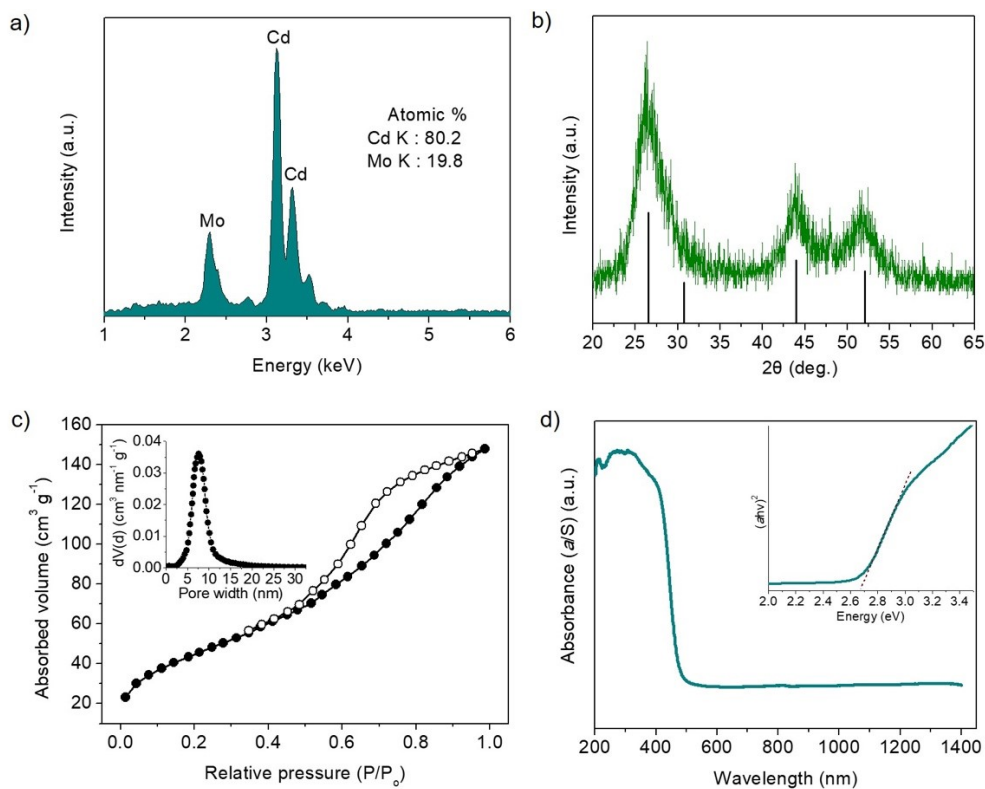 a)
Cd
Cd
Mo
Atomic %
Cd K : 80.2
Mo K : 19.8
Intensity (a.u.)
1 2 3 4 5 6
Energy (keV)
b)
Intensity (a.u.)
20 25 30 35 40 45 50 55 60 65
2θ (deg.)
c)
160
140
120
100
80
60
40
20
Absorbed volume (cm³ g⁻¹)
0.0 0.2 0.4 0.6 0.8 1.0
Relative pressure (P/Pₒ)
0.04
0.03
0.02
0.01
0.00
dV(d) (cm³ nm⁻¹ g⁻¹)
0 5 10 15 20 25 30
Pore width (nm)
d)
Absorbance (a/S) (a.u.)
200 400 600 800 1000 1200 1400
Wavelength (nm)
(ahν)²
2.0 2.2 2.4 2.6 2.8 3.0 3.2 3.4
Energy (eV)